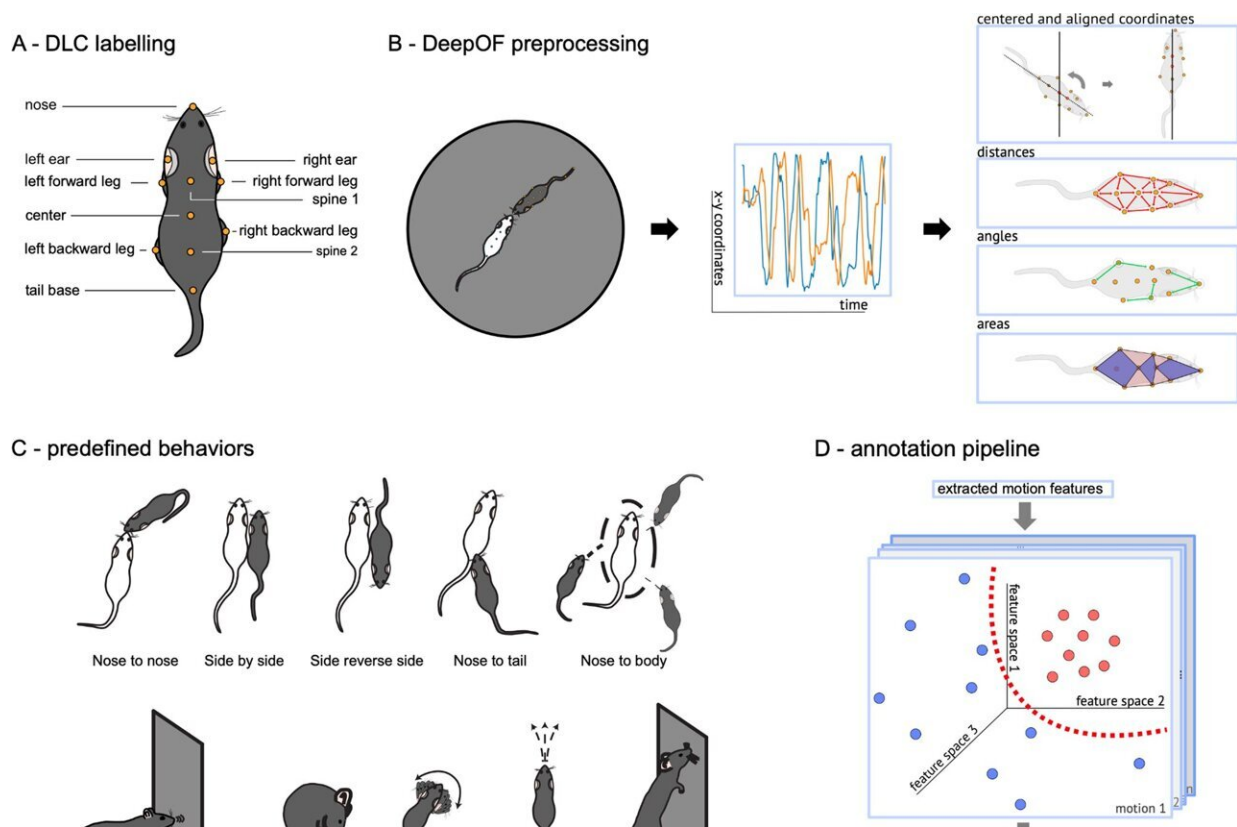 A - DLC labelling
nose
left ear
right ear
left forward leg
right forward leg
spine 1
center
right backward leg
left backward leg
spine 2
tail base
B - DeepOF preprocessing
x-y coordinates
time
centered and aligned coordinates
distances
angles
areas
C - predefined behaviors
Nose to nose
Side by side
Side reverse side
Nose to tail
Nose to body
D - annotation pipeline
extracted motion features
...
feature space 1
feature space 2
feature space 3
...
motion 1
2
n